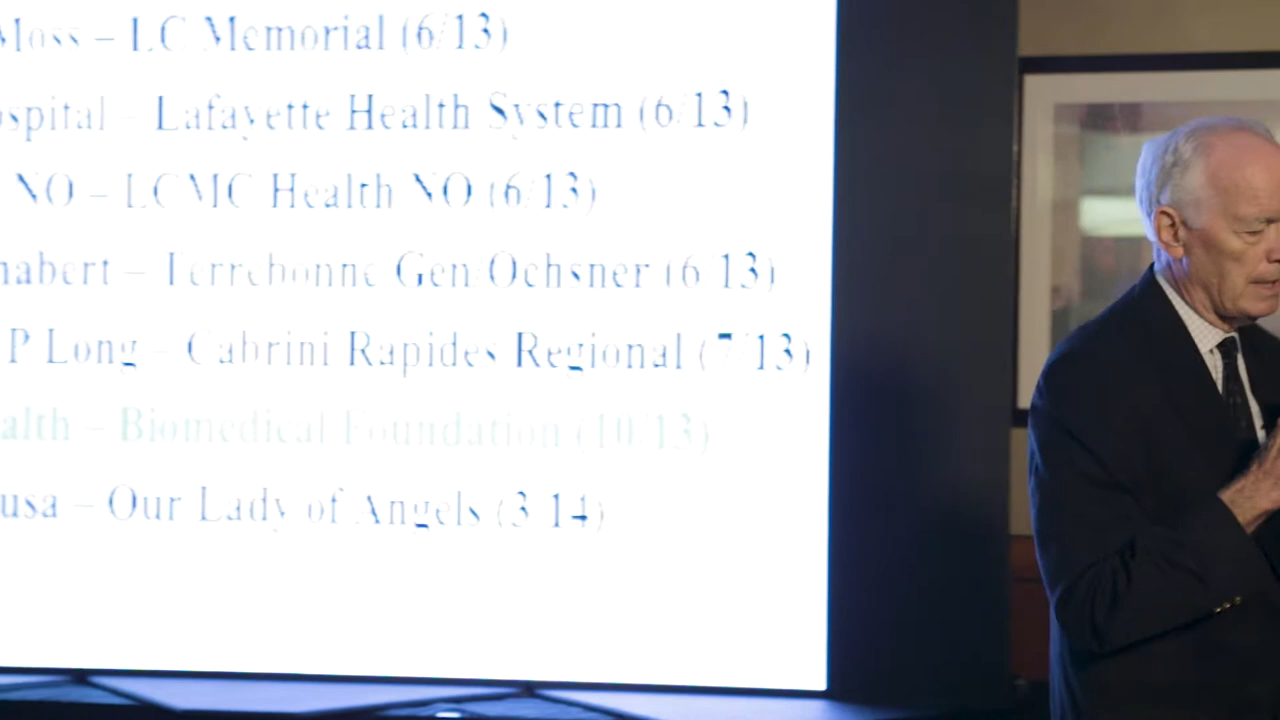 Moss – LC Memorial (6/13)
ospital – Lafayette Health System (6/13)
NO – LCMC Health NO (6/13)
habert – Terrebonne Gen/Ochsner (6/13)
P Long – Cabrini/Rapides Regional (7/13)
alth – Biomedical Foundation (10/13)
usa – Our Lady of Angels (3/14)